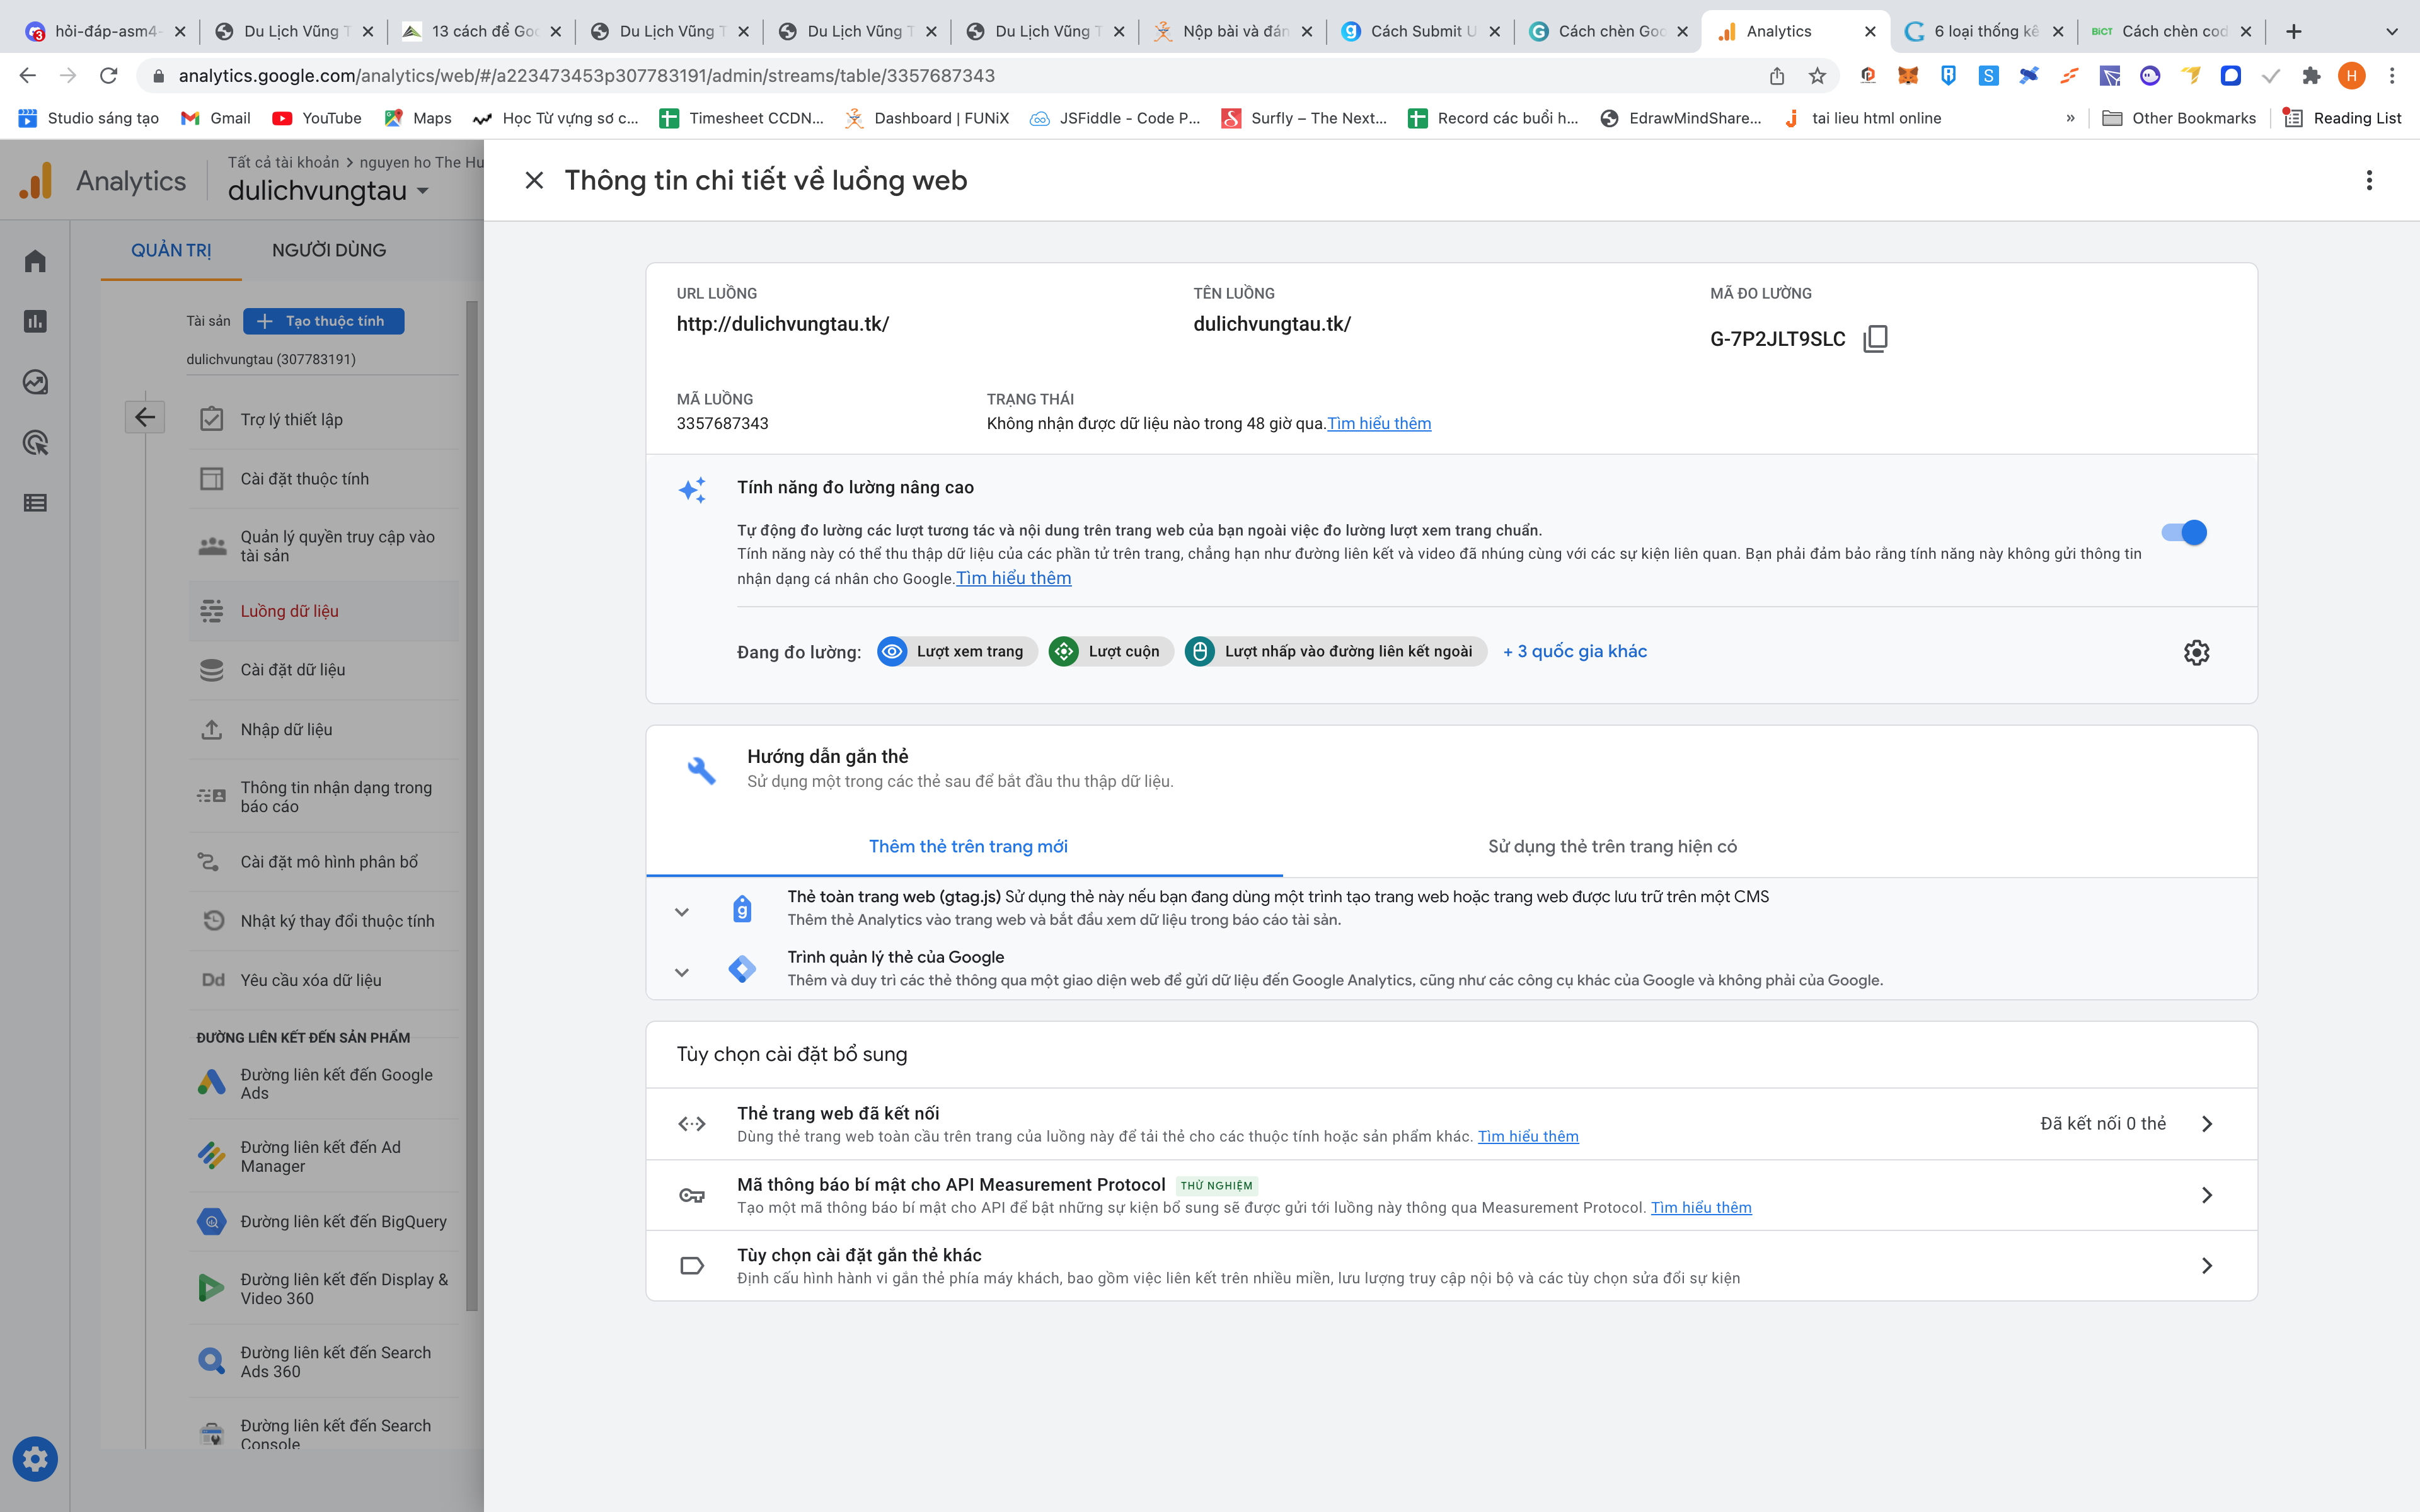 hỏi-đáp-asm4-
Du Lịch Vũng T
13 cách để Goo
Du Lịch Vũng T
Du Lịch Vũng T
Du Lịch Vũng T
Nộp bài và đán
Cách Submit U
Cách chèn Goo
Analytics
6 loại thống kê
BICT
Cách chèn cod
analytics.google.com/analytics/web/#/a223473453p307783191/admin/streams/table/3357687343
H
Studio sáng tạo
Gmail
YouTube
Maps
Học Từ vựng sơ c...
Timesheet CCDN...
Dashboard | FUNiX
JSFiddle - Code P...
Surfly – The Next...
Record các buổi h...
EdrawMindShare...
tai lieu html online
»
Other Bookmarks
Reading List
Analytics
Tất cả tài khoản > nguyen ho The Hu
dulichvungtau
QUẢN TRỊ
NGƯỜI DÙNG
Tài sản
+ Tạo thuộc tính
dulichvungtau (307783191)
Trợ lý thiết lập
Cài đặt thuộc tính
Quản lý quyền truy cập vào
tài sản
Luồng dữ liệu
Cài đặt dữ liệu
Nhập dữ liệu
Thông tin nhận dạng trong
báo cáo
Cài đặt mô hình phân bổ
Nhật ký thay đổi thuộc tính
Dd Yêu cầu xóa dữ liệu
ĐƯỜNG LIÊN KẾT ĐẾN SẢN PHẨM
Đường liên kết đến Google
Ads
Đường liên kết đến Ad
Manager
Đường liên kết đến BigQuery
Đường liên kết đến Display &
Video 360
Đường liên kết đến Search
Ads 360
Đường liên kết đến Search
Console
Thông tin chi tiết về luồng web
URL LUỒNG
http://dulichvungtau.tk/
TÊN LUỒNG
dulichvungtau.tk/
MÃ ĐO LƯỜNG
G-7P2JLT9SLC
MÃ LUỒNG
3357687343
TRẠNG THÁI
Không nhận được dữ liệu nào trong 48 giờ qua.Tìm hiểu thêm
Tính năng đo lường nâng cao
Tự động đo lường các lượt tương tác và nội dung trên trang web của bạn ngoài việc đo lường lượt xem trang chuẩn.
Tính năng này có thể thu thập dữ liệu của các phần tử trên trang, chẳng hạn như đường liên kết và video đã nhúng cùng với các sự kiện liên quan. Bạn phải đảm bảo rằng tính năng này không gửi thông tin
nhận dạng cá nhân cho Google.Tìm hiểu thêm
Đang đo lường:
Lượt xem trang
Lượt cuộn
Lượt nhấp vào đường liên kết ngoài
+ 3 quốc gia khác
Hướng dẫn gắn thẻ
Sử dụng một trong các thẻ sau để bắt đầu thu thập dữ liệu.
Thêm thẻ trên trang mới
Sử dụng thẻ trên trang hiện có
Thẻ toàn trang web (gtag.js) Sử dụng thẻ này nếu bạn đang dùng một trình tạo trang web hoặc trang web được lưu trữ trên một CMS
Thêm thẻ Analytics vào trang web và bắt đầu xem dữ liệu trong báo cáo tài sản.
Trình quản lý thẻ của Google
Thêm và duy trì các thẻ thông qua một giao diện web để gửi dữ liệu đến Google Analytics, cũng như các công cụ khác của Google và không phải của Google.
Tùy chọn cài đặt bổ sung
Thẻ trang web đã kết nối
Dùng thẻ trang web toàn cầu trên trang của luồng này để tải thẻ cho các thuộc tính hoặc sản phẩm khác. Tìm hiểu thêm
Đã kết nối 0 thẻ
Mã thông báo bí mật cho API Measurement Protocol THỬ NGHIỆM
Tạo một mã thông báo bí mật cho API để bật những sự kiện bổ sung sẽ được gửi tới luồng này thông qua Measurement Protocol. Tìm hiểu thêm
Tùy chọn cài đặt gắn thẻ khác
Định cấu hình hành vi gắn thẻ phía máy khách, bao gồm việc liên kết trên nhiều miền, lưu lượng truy cập nội bộ và các tùy chọn sửa đổi sự kiện